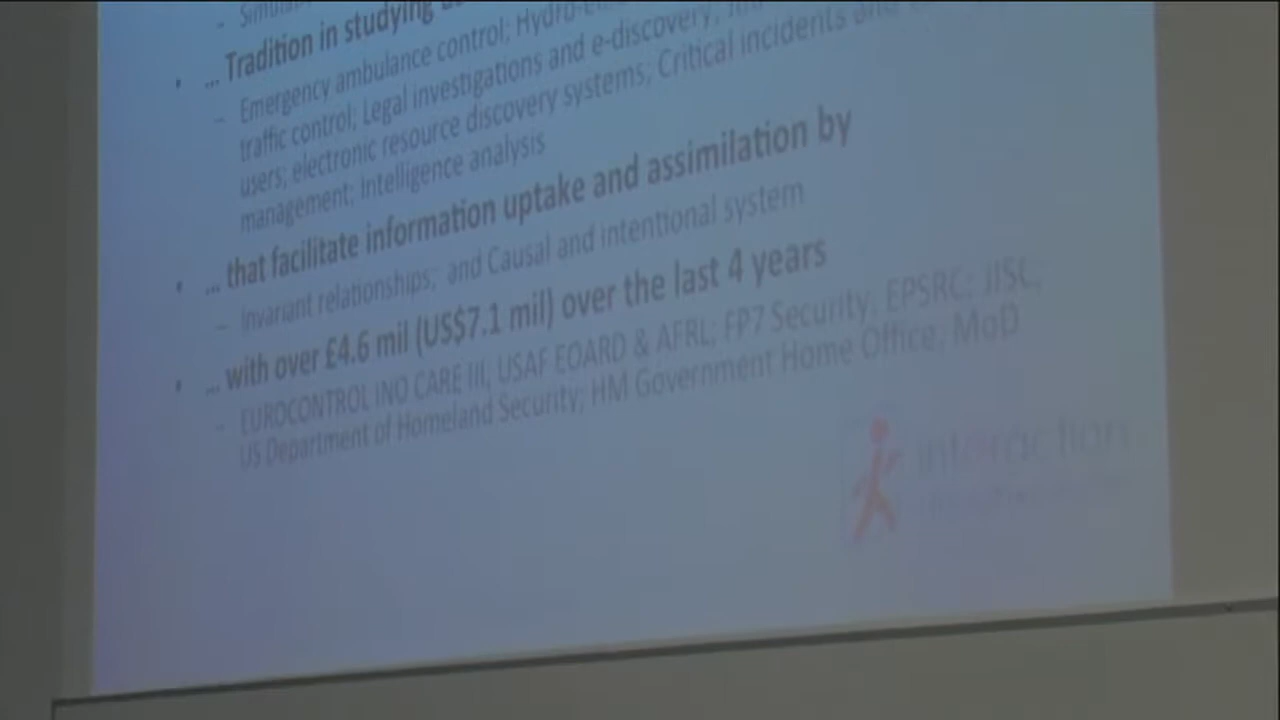 ... Tradition in studying
– Emergency ambulance control; Hydro-
traffic control; Legal investigations and e-discovery;
users; electronic resource discovery systems; Critical incidents and
management; Intelligence analysis
• ... that facilitate information uptake and assimilation by
– Invariant relationships; and Causal and intentional system
• ... with over £4.6 mil (US$7.1 mil) over the last 4 years
– EUROCONTROL INO CARE III, USAF EOARD & AFRL; FP7 Security; EPSRC; JISC;
US Department of Homeland Security; HM Government Home Office, MoD
interaction